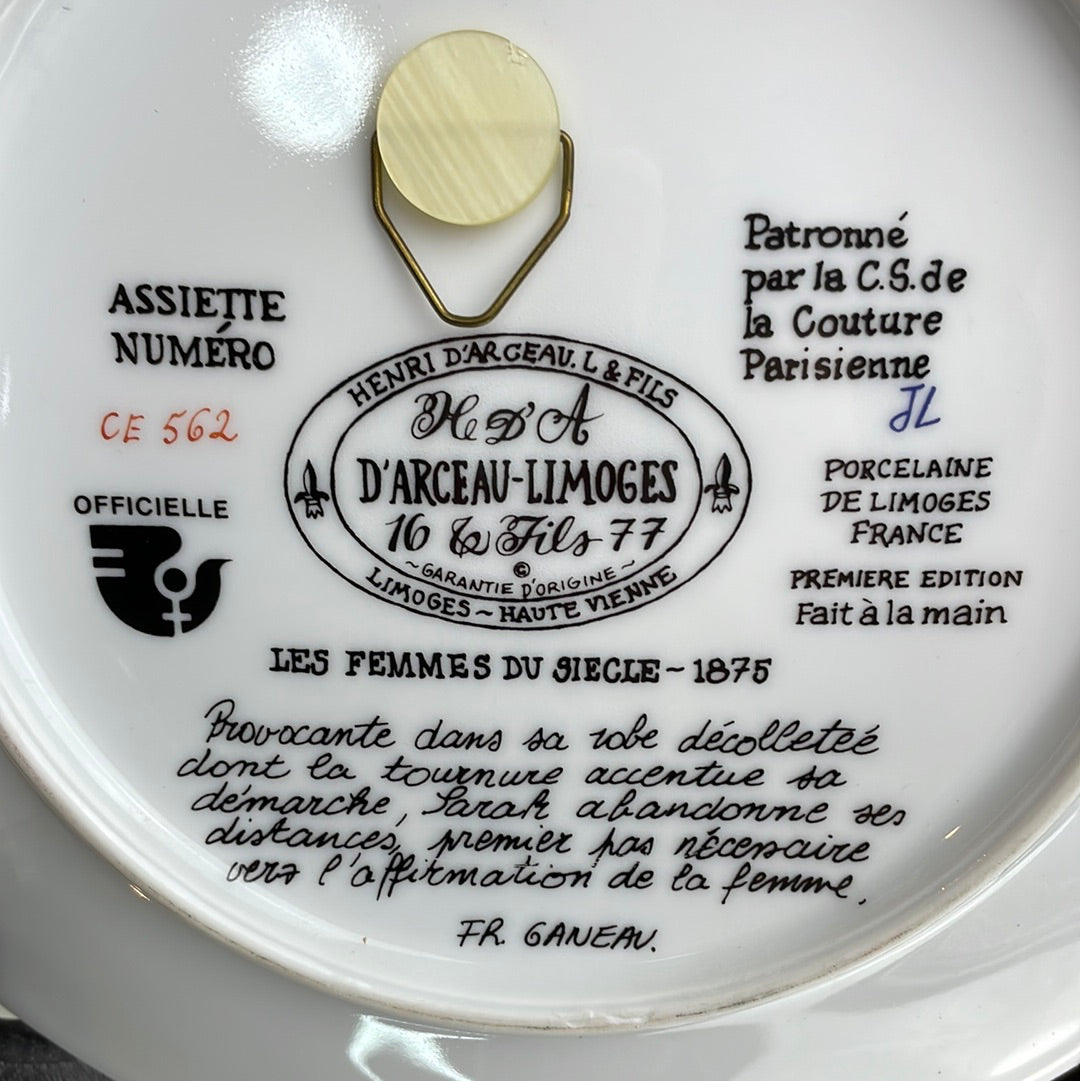 Patronné
par la C.S. de
la Couture
Parisienne
JL
ASSIETTE
NUMÉRO
CE 562
OFFICIELLE
HENRI D'ARCEAU. L & FILS
H D'A
D'ARCEAU-LIMOGES
16 & Fils 77
©
~ GARANTIE D'ORIGINE ~
LIMOGES ~ HAUTE VIENNE
PORCELAINE
DE LIMOGES
FRANCE
PREMIERE EDITION
Fait à la main
LES FEMMES DU SIECLE ~ 1875
Provocante dans sa robe décolleteé
dont la tournure accentue sa
démarche, Sarah abandonne ses
distances, premier pas nécessaire
vers l'affirmation de la femme.
FR. GANEAU.